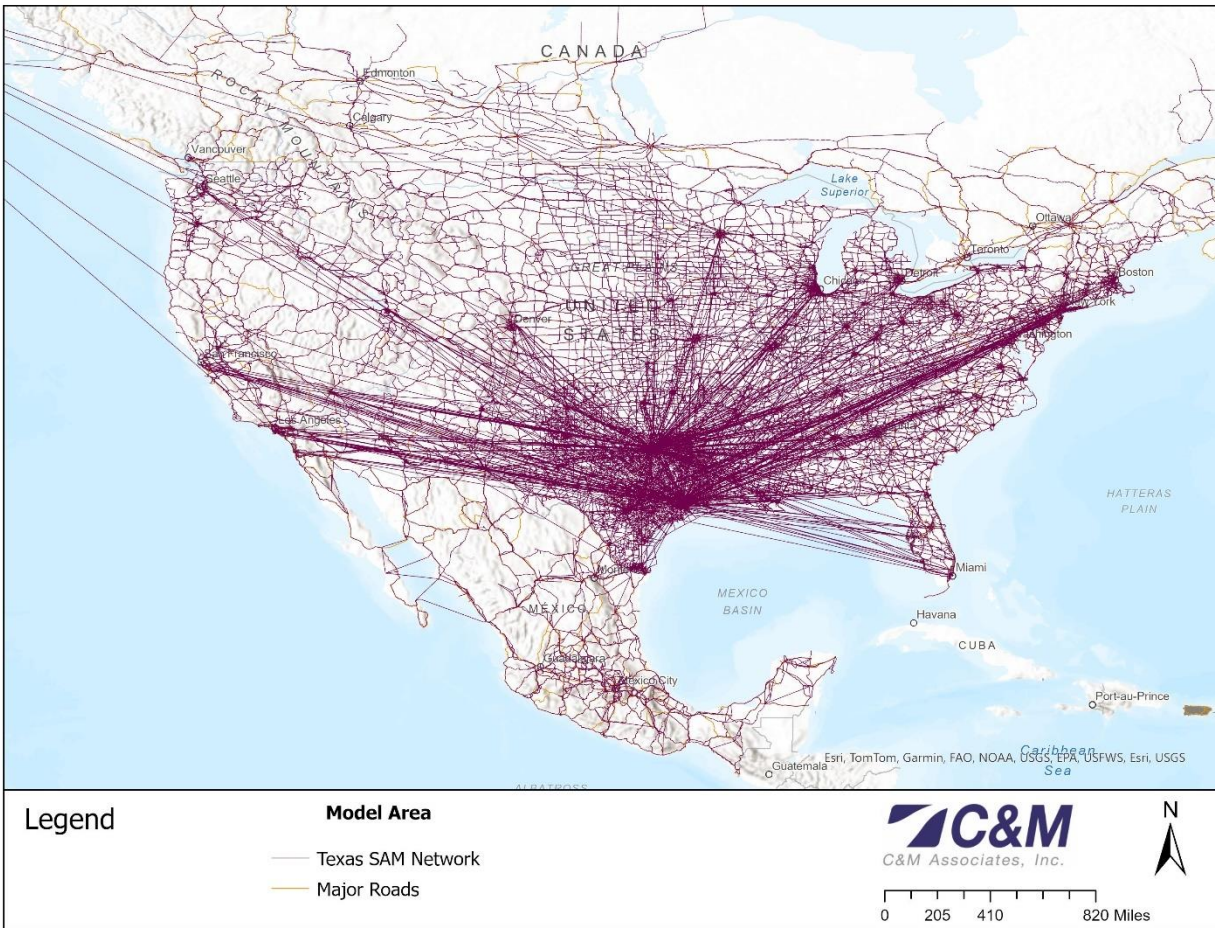 CANADA
Edmonton
ROCKY MOUNTAINS
Calgary
Vancouver
Seattle
Lake
Superior
Ottawa
Toronto
GREAT PLAINS
Detroit
Boston
Chicago
UNITED
STATES
Denver
Washington
San Francisco
Los Angeles
HATTERAS
PLAIN
Miami
Monterrey
MEXICO
BASIN
MÉXICO
Havana
CUBA
Guadalajara
Mexico City
Port-au-Prince
Guatemala
Caribbean
Sea
Esri, TomTom, Garmin, FAO, NOAA, USGS, EPA, USFWS, Esri, USGS
ALBATROSS
Legend
Model Area
Texas SAM Network
Major Roads
C&M
C&M Associates, Inc.
N
0 205 410 820 Miles